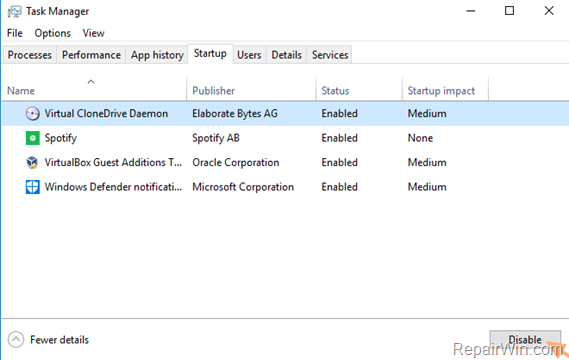 Task Manager
File Options View
Processes Performance App history Startup Users Details Services
Name Publisher Status Startup impact
Virtual CloneDrive Daemon Elaborate Bytes AG Enabled Medium
Spotify Spotify AB Enabled None
VirtualBox Guest Additions T... Oracle Corporation Enabled Medium
Windows Defender notificati... Microsoft Corporation Enabled Medium
Fewer details Disable
RepairWin.com